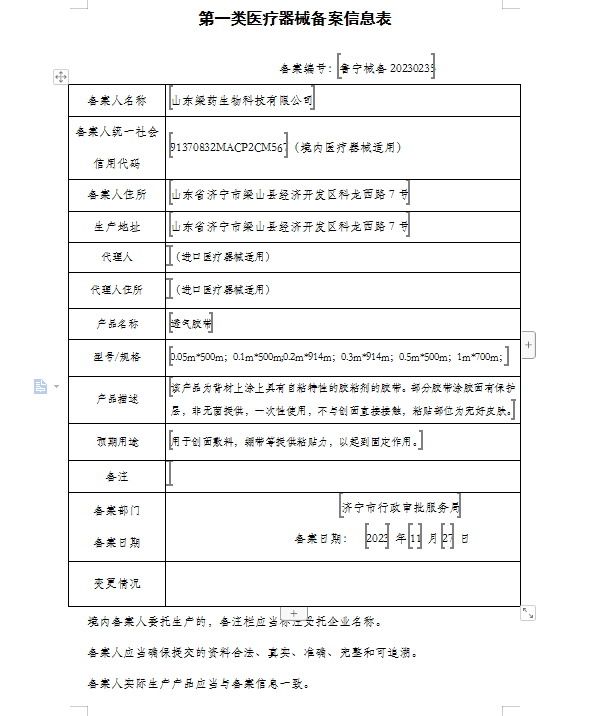 第一类医疗器械备案信息表
备案编号：鲁宁械备 20230235
备案人名称 山东梁药生物科技有限公司
备案人统一社会
信用代码 91370832MACP2CM567（境内医疗器械适用）
备案人住所 山东省济宁市梁山县经济开发区科龙西路 7 号
生产地址 山东省济宁市梁山县经济开发区科龙西路 7 号
代理人 （进口医疗器械适用）
代理人住所 （进口医疗器械适用）
产品名称 透气胶带
型号/规格 0.05m*500m；0.1m*500m;0.2m*914m；0.3m*914m；0.5m*500m；1m*700m；
产品描述 该产品为背材上涂上具有自粘特性的胶粘剂的胶带。部分胶带涂胶面有保护
层，非无菌提供，一次性使用，不与创面直接接触，粘贴部位为完好皮肤。
预期用途 用于创面敷料，绷带等提供粘贴力，以起到固定作用。
备注
备案部门 济宁市行政审批服务局
备案日期 备案日期： 2023 年 11 月 27 日
变更情况
境内备案人委托生产的，备注栏应当标注受托企业名称。
备案人应当确保提交的资料合法、真实、准确、完整和可追溯。
备案人实际生产产品应当与备案信息一致。